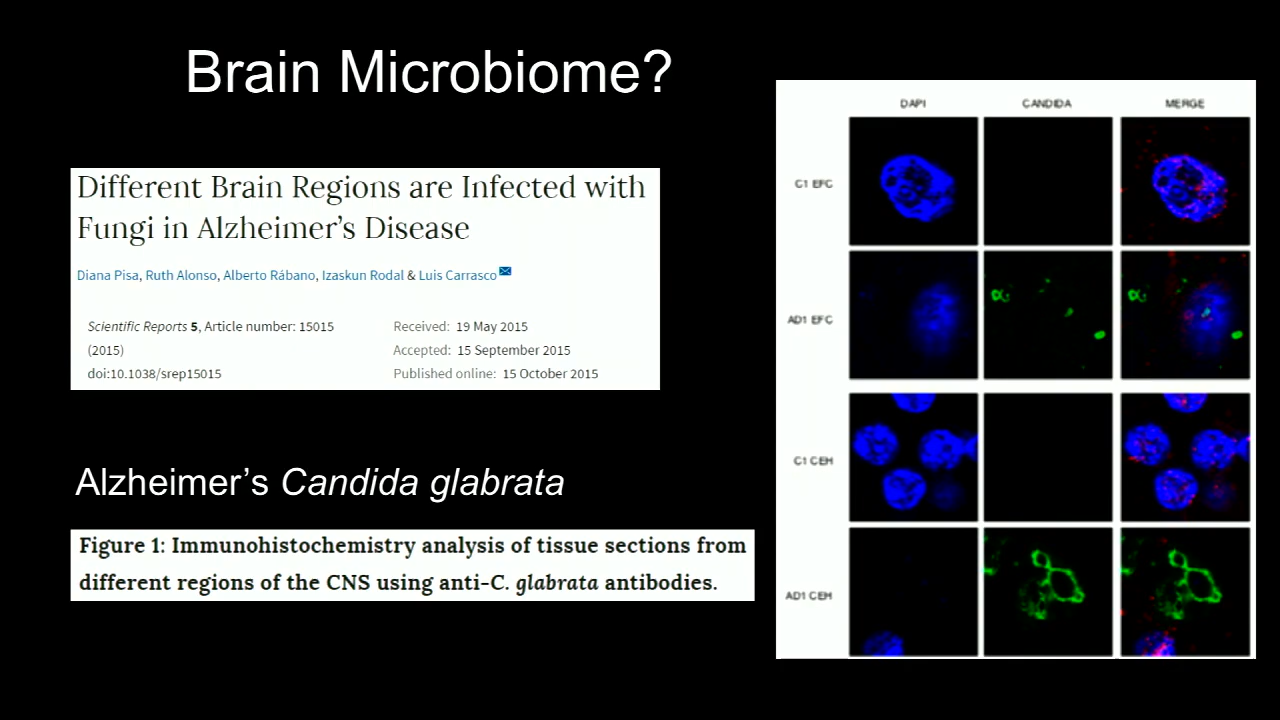 Brain Microbiome?
Different Brain Regions are Infected with
Fungi in Alzheimer's Disease
Diana Pisa, Ruth Alonso, Alberto Rábano, Izaskun Rodal & Luis Carrasco
Scientific Reports 5, Article number: 15015
(2015)
doi:10.1038/srep15015
Received: 19 May 2015
Accepted: 15 September 2015
Published online: 15 October 2015
Alzheimer's Candida glabrata
Figure 1: Immunohistochemistry analysis of tissue sections from
different regions of the CNS using anti-C. glabrata antibodies.
DAPI CANDIDA MERGE
C1 EFC
AD1 EFC
C1 CEH
AD1 CEH